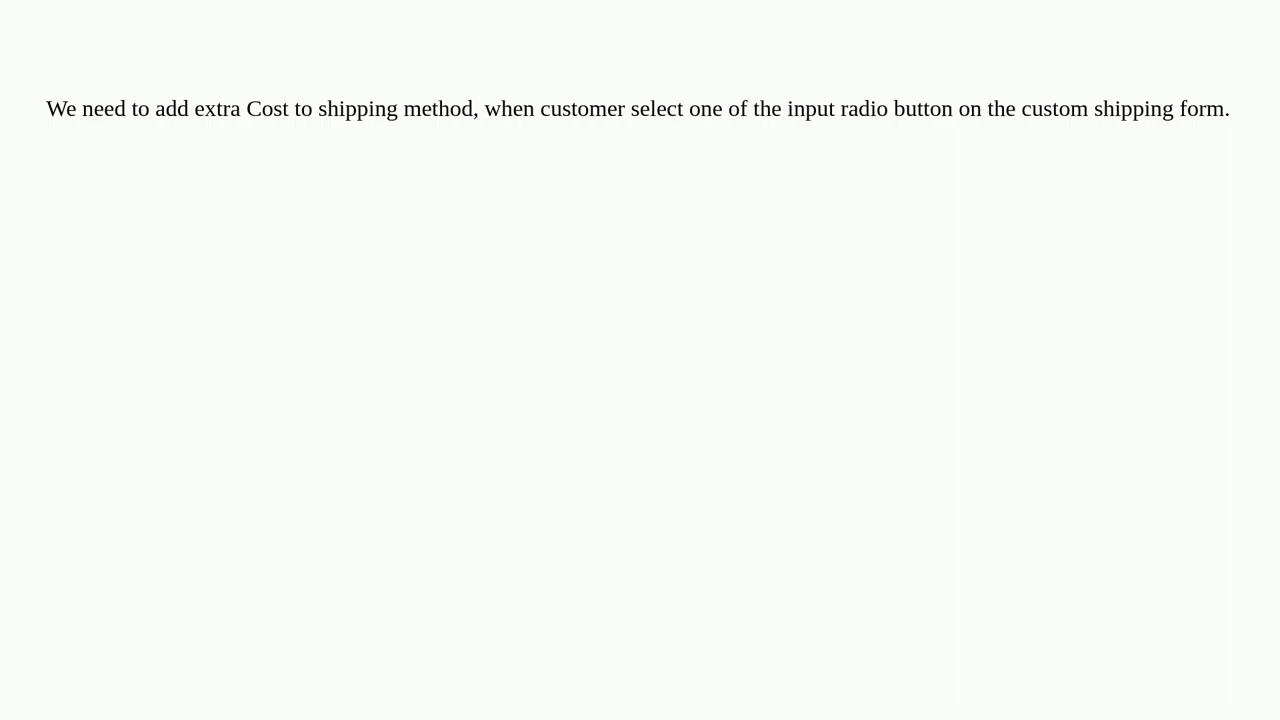 We need to add extra Cost to shipping method, when customer select one of the input radio button on the custom shipping form.